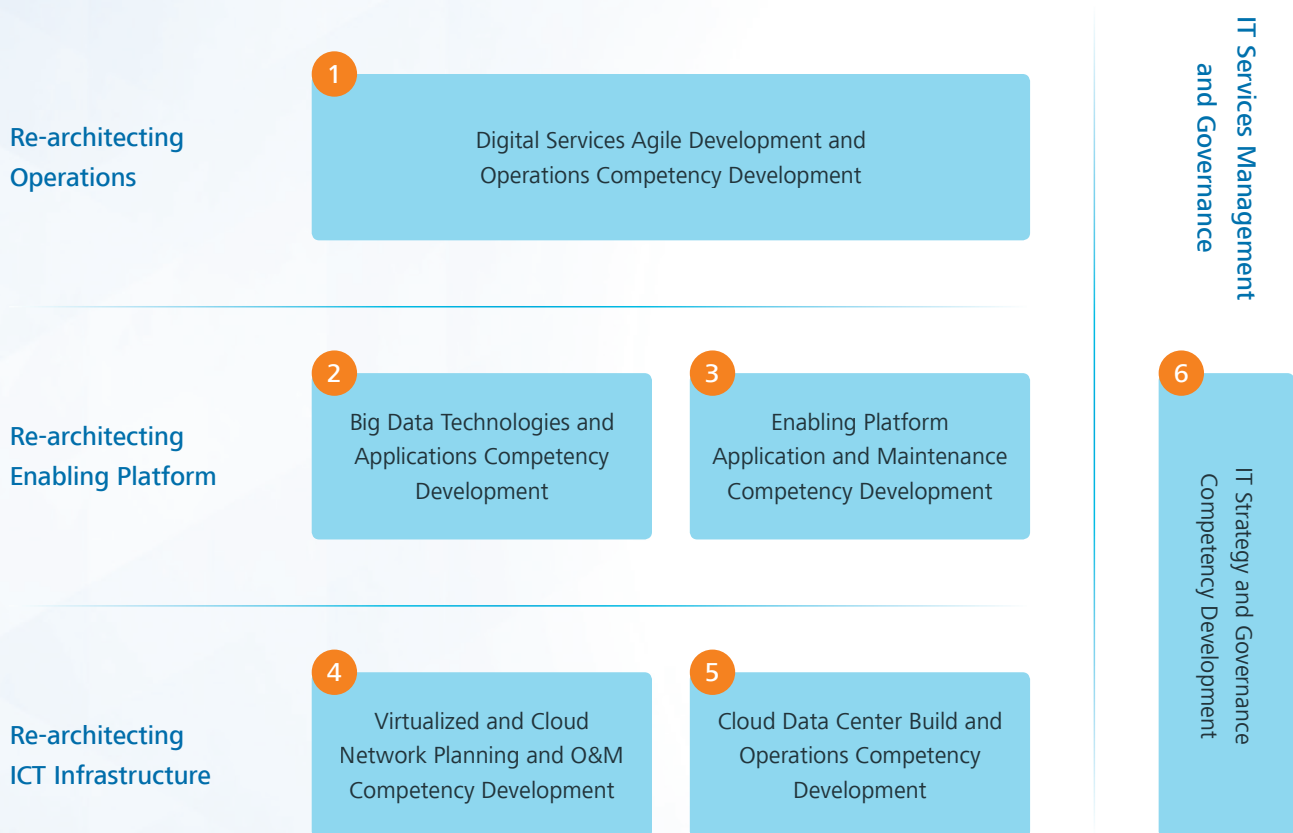 Re-architecting
Operations
1
Digital Services Agile Development and
Operations Competency Development
Re-architecting
Enabling Platform
2
Big Data Technologies and
Applications Competency
Development
3
Enabling Platform
Application and Maintenance
Competency Development
Re-architecting
ICT Infrastructure
4
Virtualized and Cloud
Network Planning and O&M
Competency Development
5
Cloud Data Center Build and
Operations Competency
Development
IT Services Management
and Governance
6
IT Strategy and Governance
Competency Development